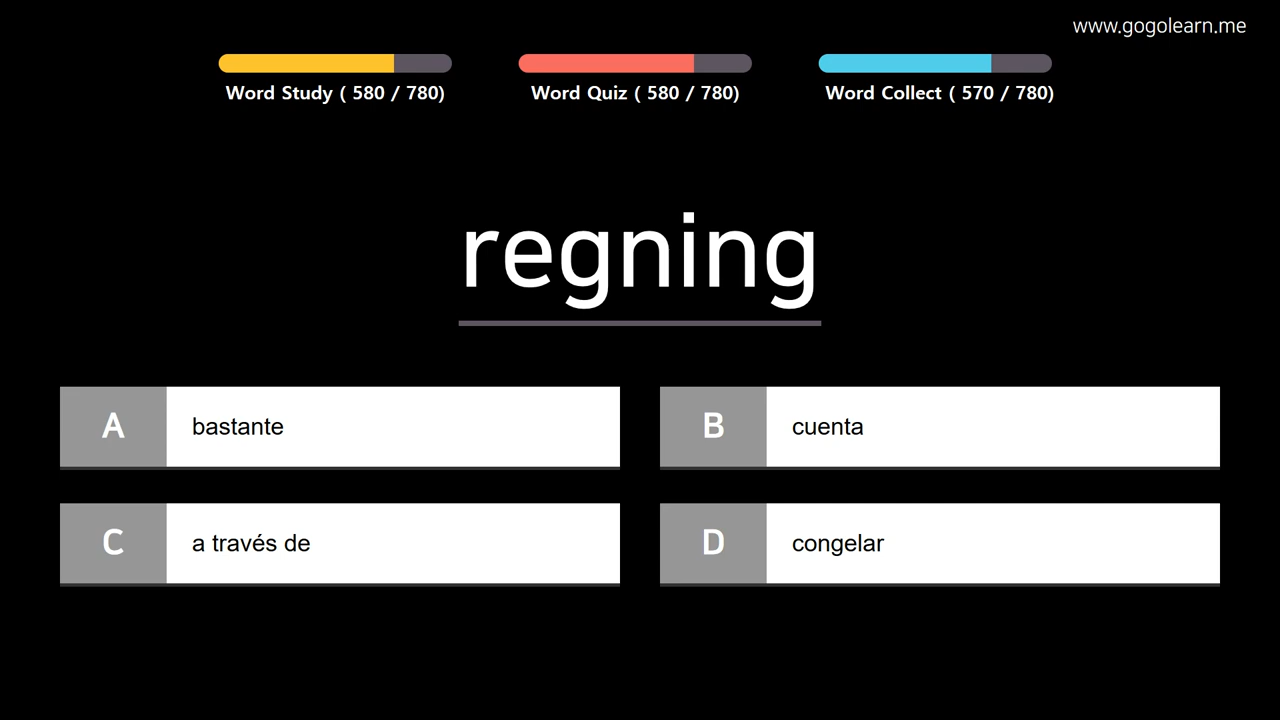 www.gogolearn.me
Word Study ( 580 / 780)
Word Quiz ( 580 / 780)
Word Collect ( 570 / 780)
regning
A bastante
B cuenta
C a través de
D congelar